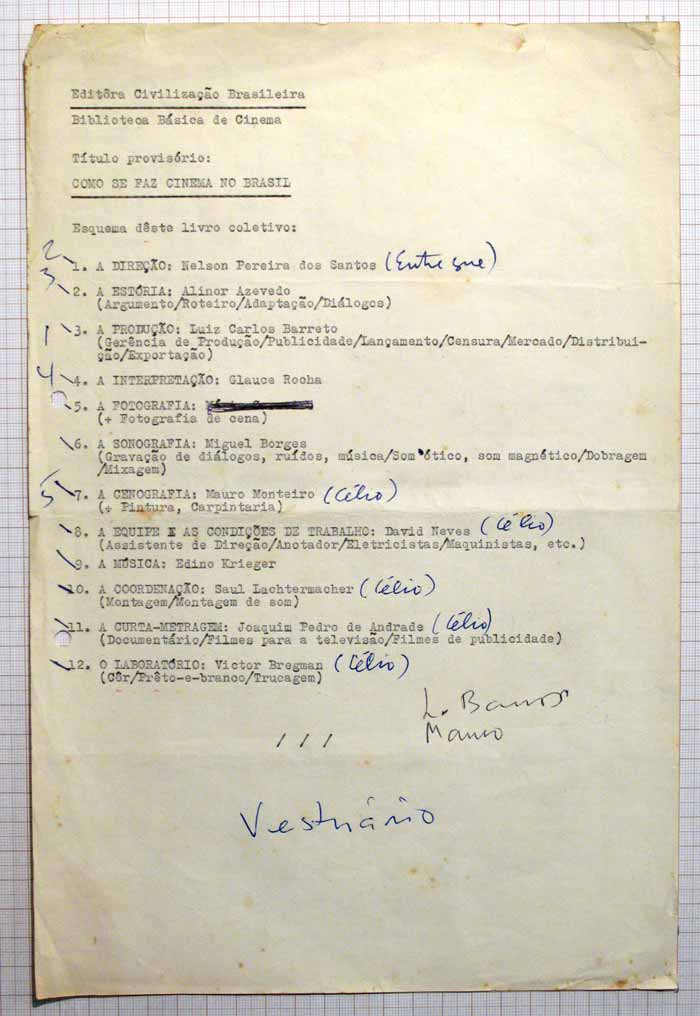 Editôra Civilização Brasileira
Biblioteca Básica de Cinema
Título provisório:
COMO SE FAZ CINEMA NO BRASIL
Esquema dêste livro coletivo:
2
1. A DIREÇÃO: Nelson Pereira dos Santos (Entregue)
3
2. A ESTÓRIA: Alinor Azevedo
(Argumento/Roteiro/Adaptação/Diálogos)
1
3. A PRODUÇÃO: Luiz Carlos Barreto
(Gerência de Produção/Publicidade/Lançamento/Censura/Mercado/Distribui-
ção/Exportação)
4
4. A INTERPRETAÇÃO: Glauce Rocha
5. A FOTOGRAFIA:
(+ Fotografia de cena)
6. A SONOGRAFIA: Miguel Borges
(Gravação de diálogos, ruídos, música/Som ótico, som magnético/Dobragem
/Mixagem)
5
7. A CENOGRAFIA: Mauro Monteiro (Célio)
(+ Pintura, Carpintaria)
8. A EQUIPE E AS CONDIÇÕES DE TRABALHO: David Neves (Célio)
(Assistente de Direção/Anotador/Eletricistas/Maquinistas, etc.)
9. A MÚSICA: Edino Krieger
10. A COORDENAÇÃO: Saul Lachtermacher (Célio)
(Montagem/Montagem de som)
11. A CURTA-METRAGEM: Joaquim Pedro de Andrade (Célio)
(Documentário/Filmes para a televisão/Filmes de publicidade)
12. O LABORATÓRIO: Victor Bregman (Célio)
(Côr/Prêto-e-branco/Trucagem)
L. Barros
Mauro
/ / /
Vestuário